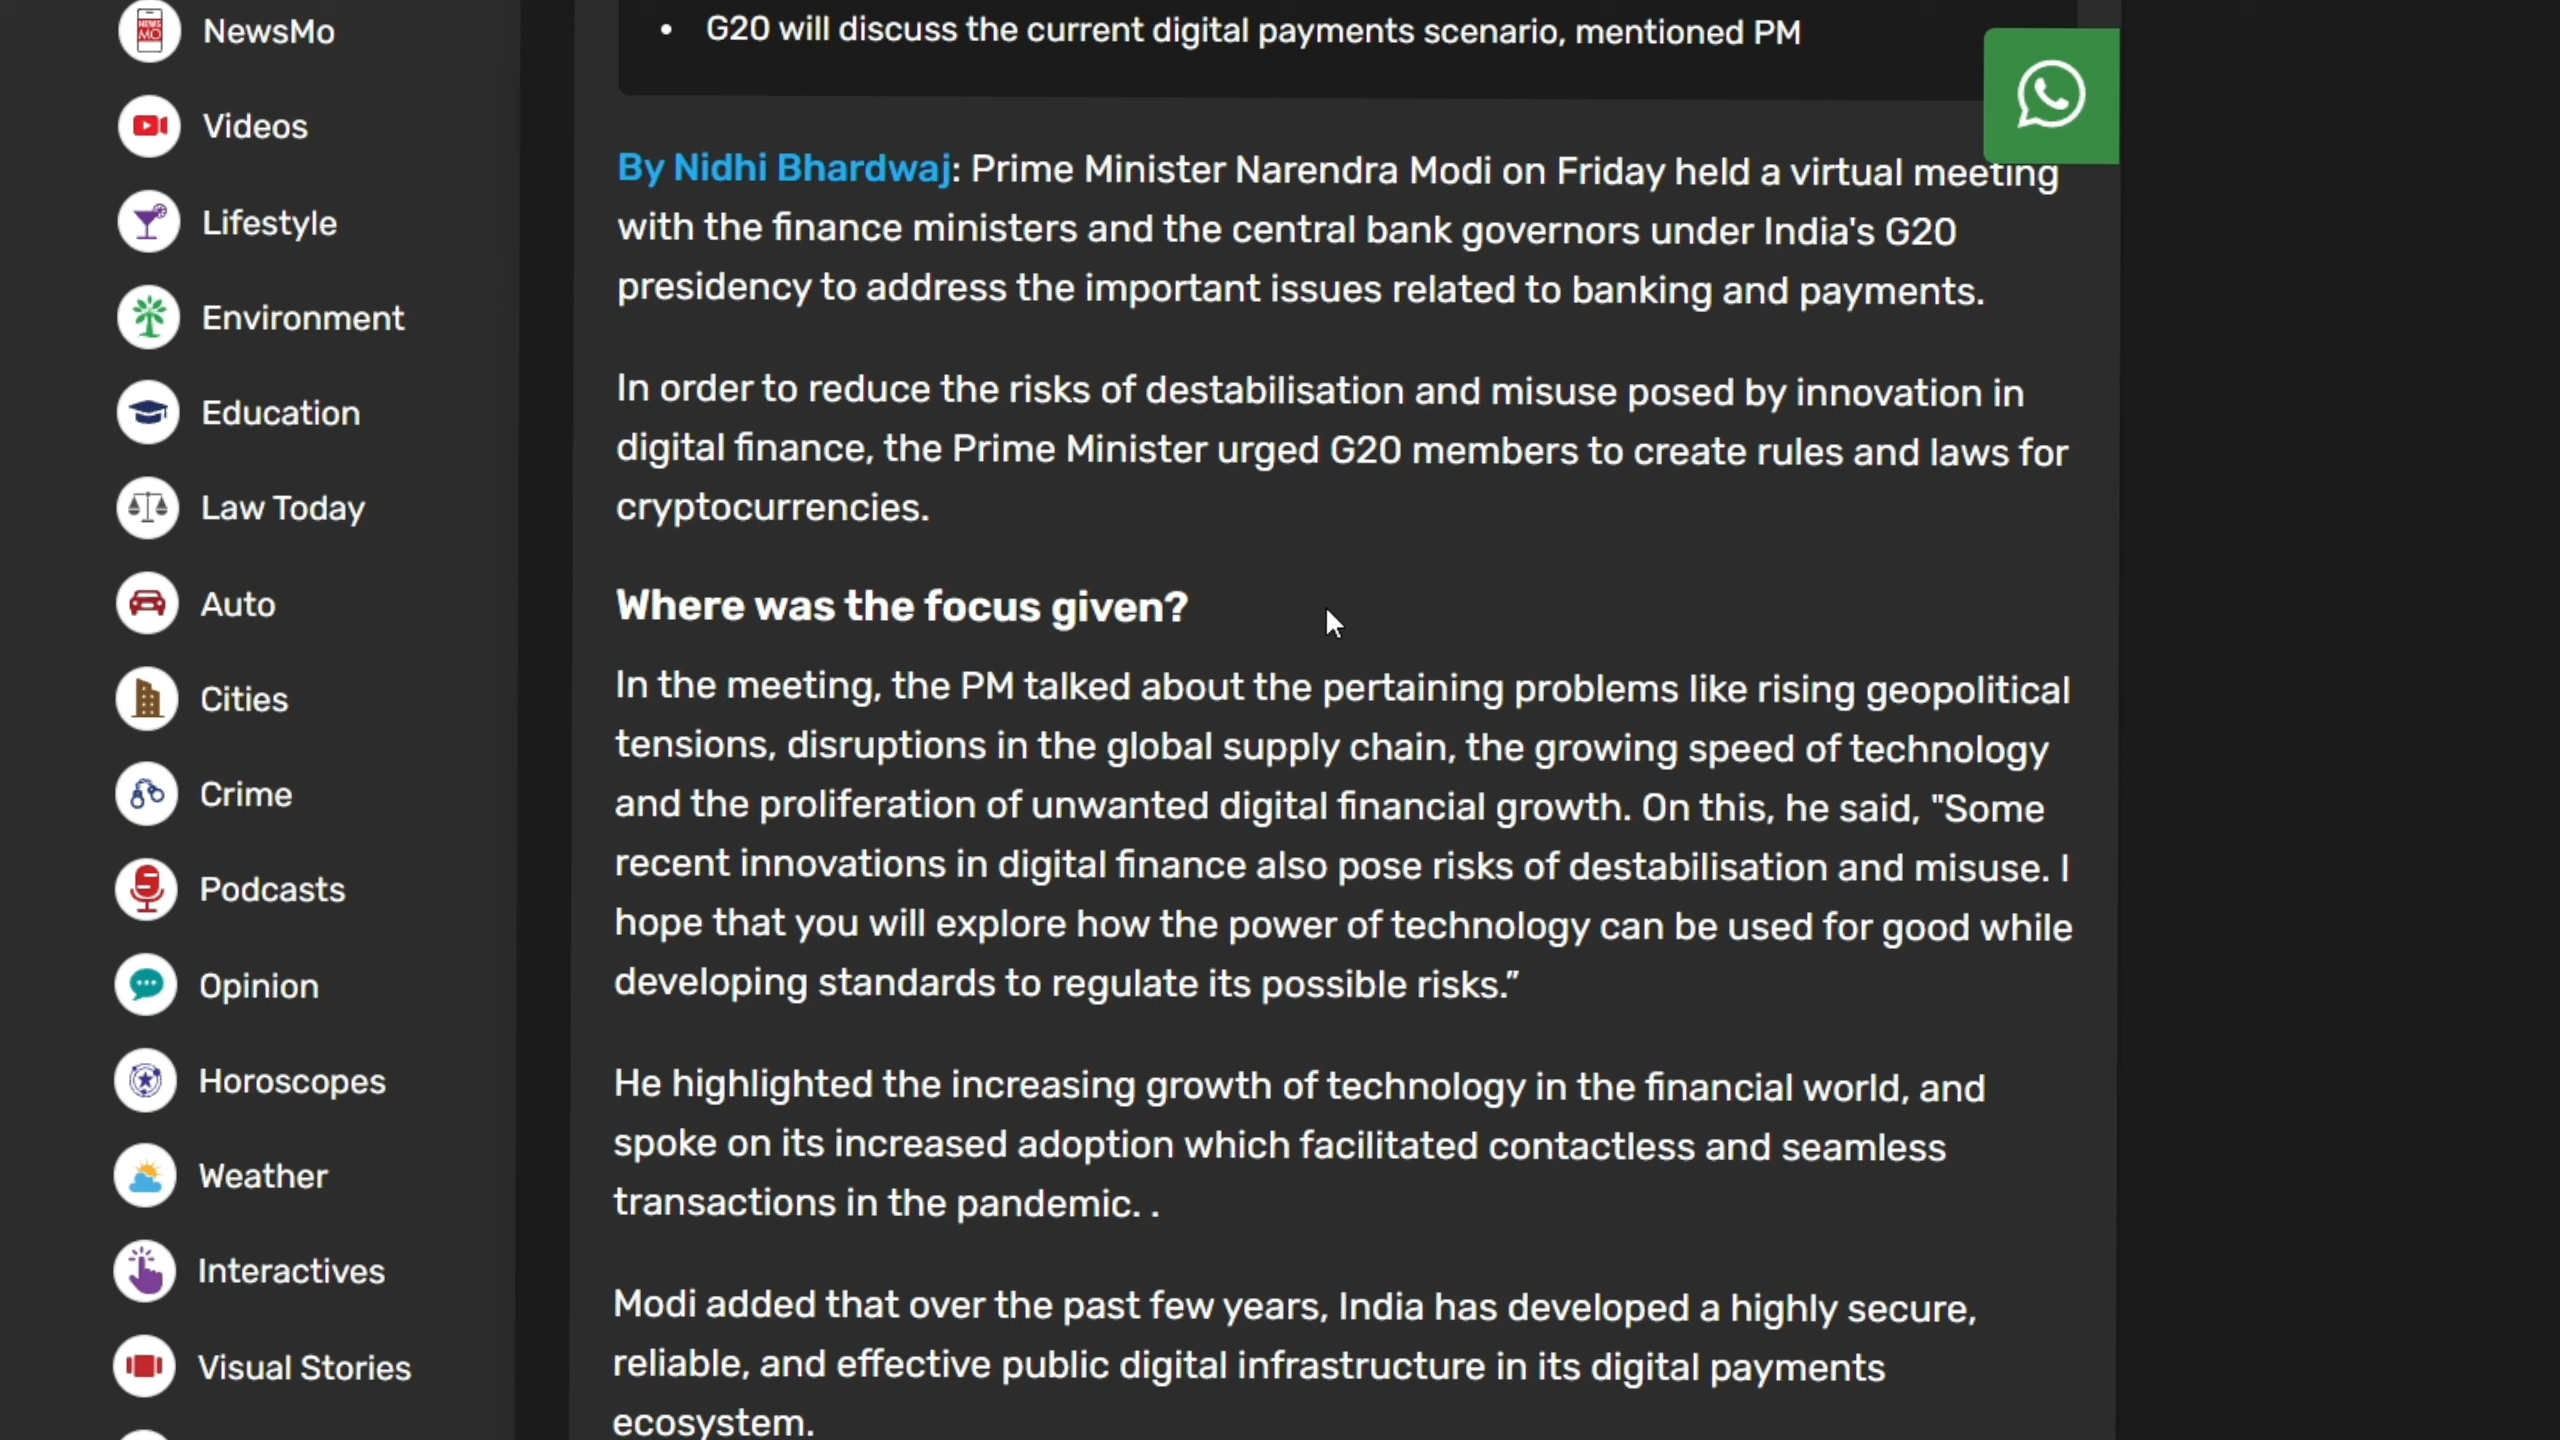 NewsMo
Videos
Lifestyle
Environment
Education
Law Today
Auto
Cities
Crime
Podcasts
Opinion
Horoscopes
Weather
Interactives
Visual Stories
• G20 will discuss the current digital payments scenario, mentioned PM
By Nidhi Bhardwaj: Prime Minister Narendra Modi on Friday held a virtual meeting
with the finance ministers and the central bank governors under India's G20
presidency to address the important issues related to banking and payments.
In order to reduce the risks of destabilisation and misuse posed by innovation in
digital finance, the Prime Minister urged G20 members to create rules and laws for
cryptocurrencies.
Where was the focus given?
In the meeting, the PM talked about the pertaining problems like rising geopolitical
tensions, disruptions in the global supply chain, the growing speed of technology
and the proliferation of unwanted digital financial growth. On this, he said, "Some
recent innovations in digital finance also pose risks of destabilisation and misuse. I
hope that you will explore how the power of technology can be used for good while
developing standards to regulate its possible risks.”
He highlighted the increasing growth of technology in the financial world, and
spoke on its increased adoption which facilitated contactless and seamless
transactions in the pandemic. .
Modi added that over the past few years, India has developed a highly secure,
reliable, and effective public digital infrastructure in its digital payments
ecosystem.